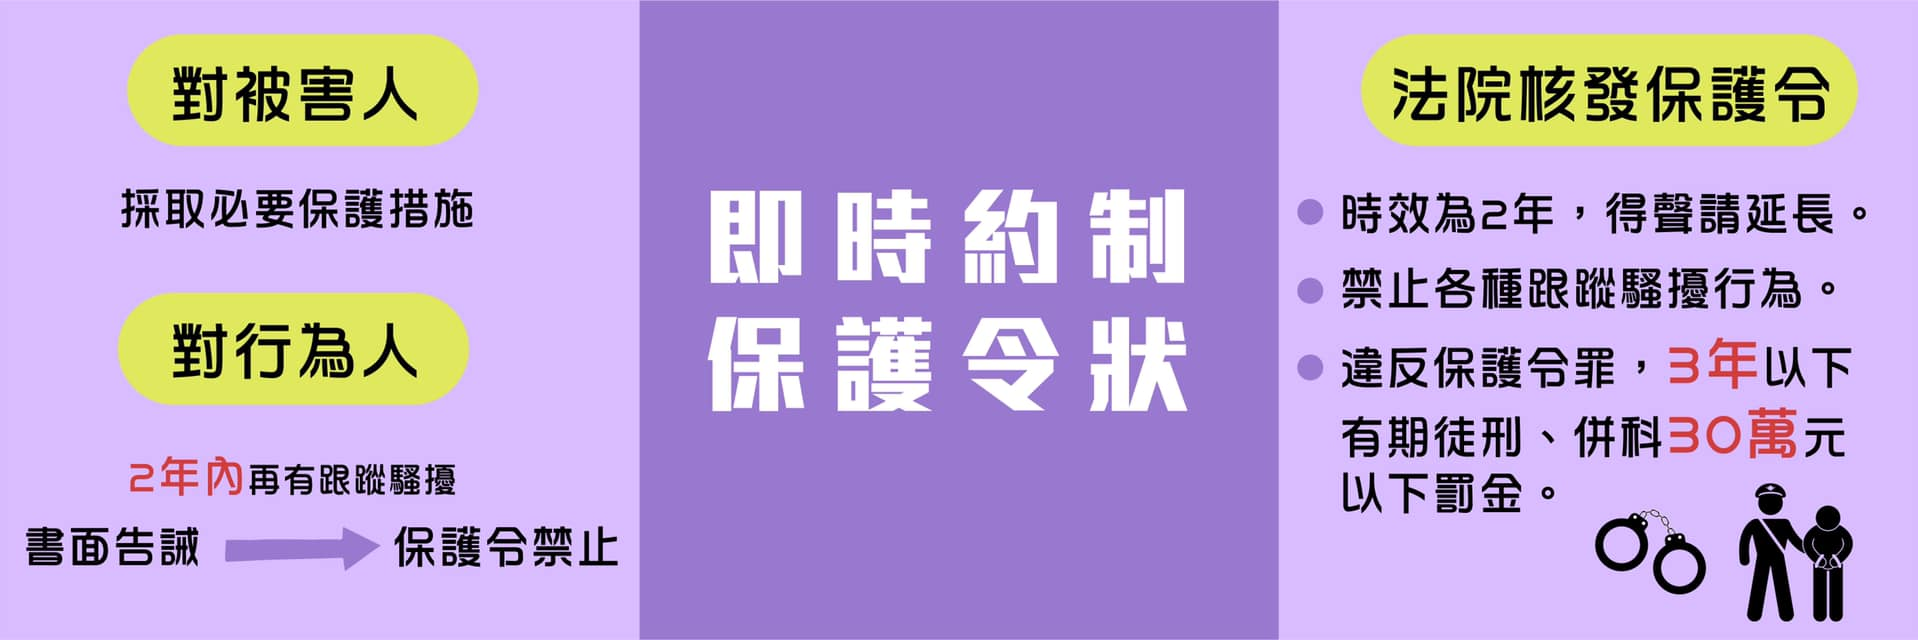 對被害人
採取必要保護措施
對行為人
2年內再有跟蹤騷擾
書面告誡
保護令禁止
即時約制
保護令狀
法院核發保護令
時效為2年，得聲請延長。
禁止各種跟蹤騷擾行為。
違反保護令罪，3年以下
有期徒刑、併科30萬元
以下罰金。